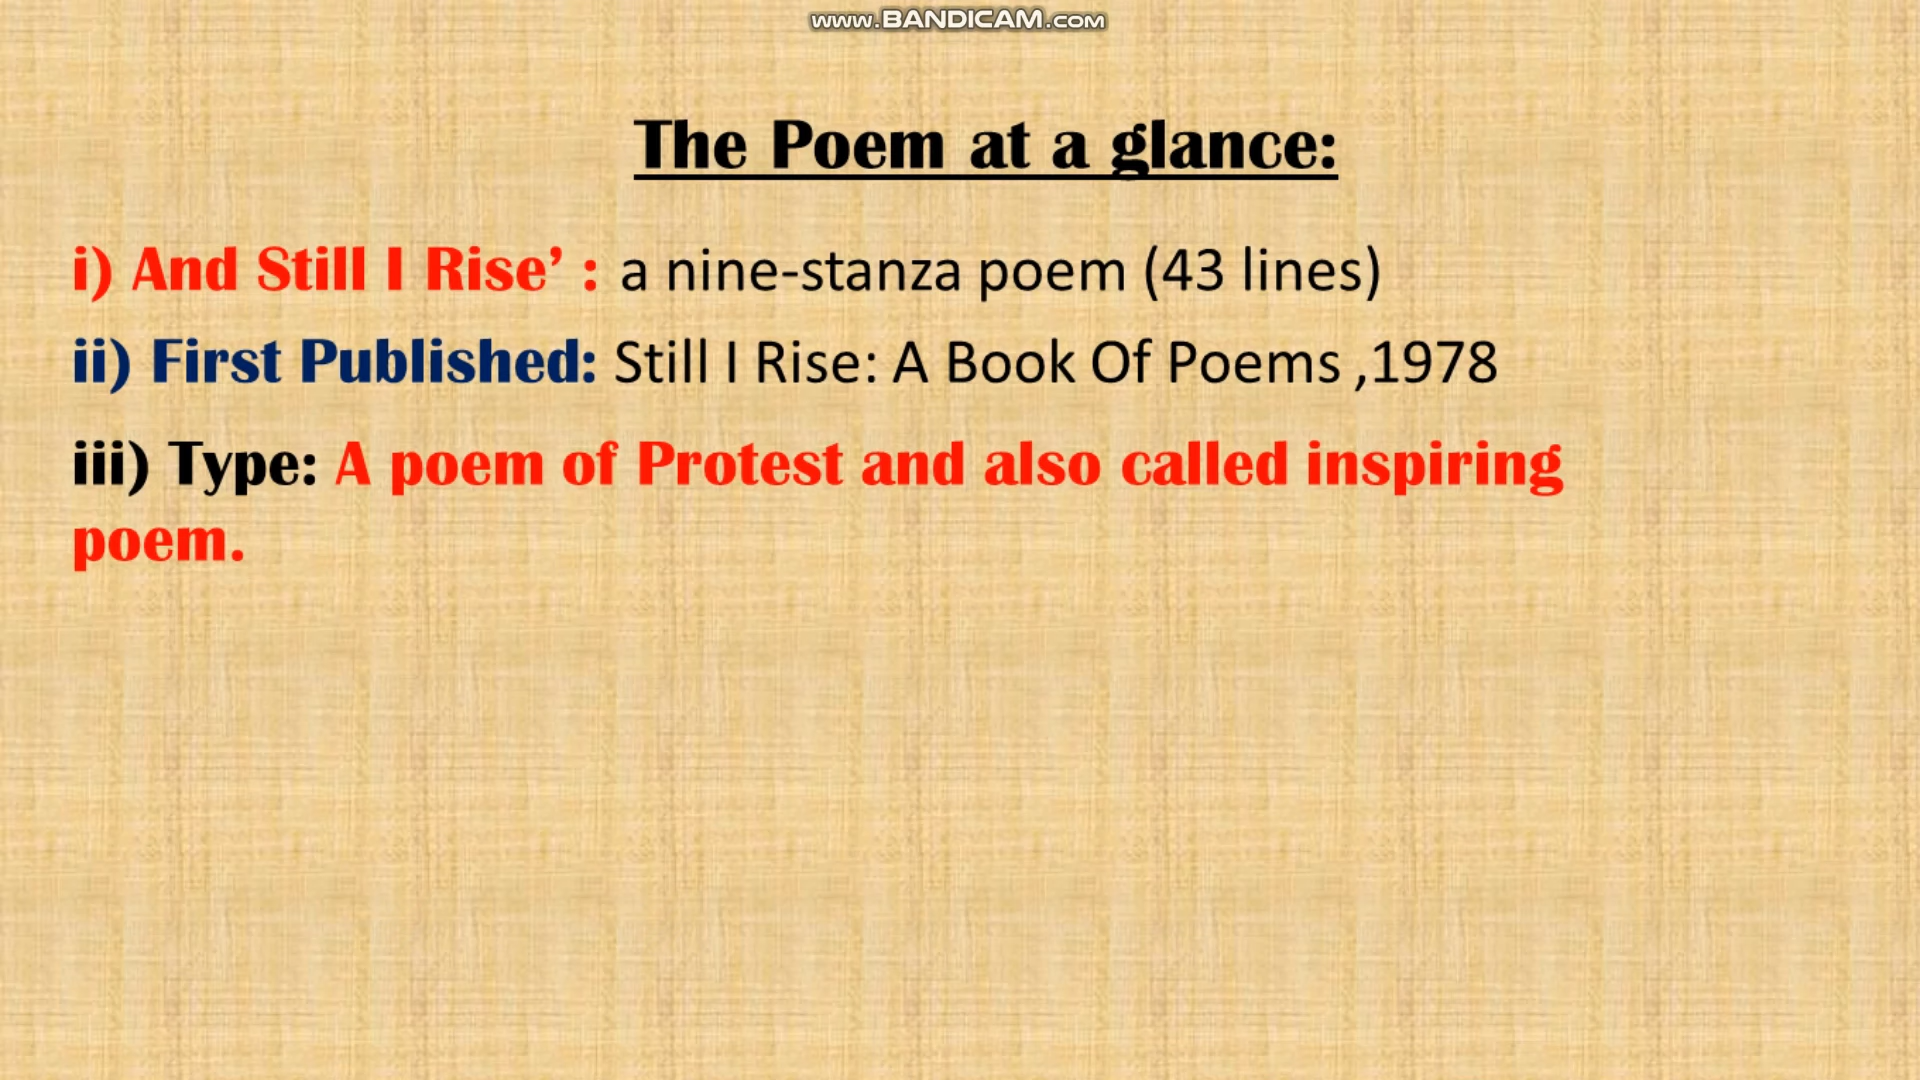 www.BANDICAM.com
The Poem at a glance:
i) And Still I Rise’ : a nine-stanza poem (43 lines)
ii) First Published: Still I Rise: A Book Of Poems ,1978
iii) Type: A poem of Protest and also called inspiring
poem.